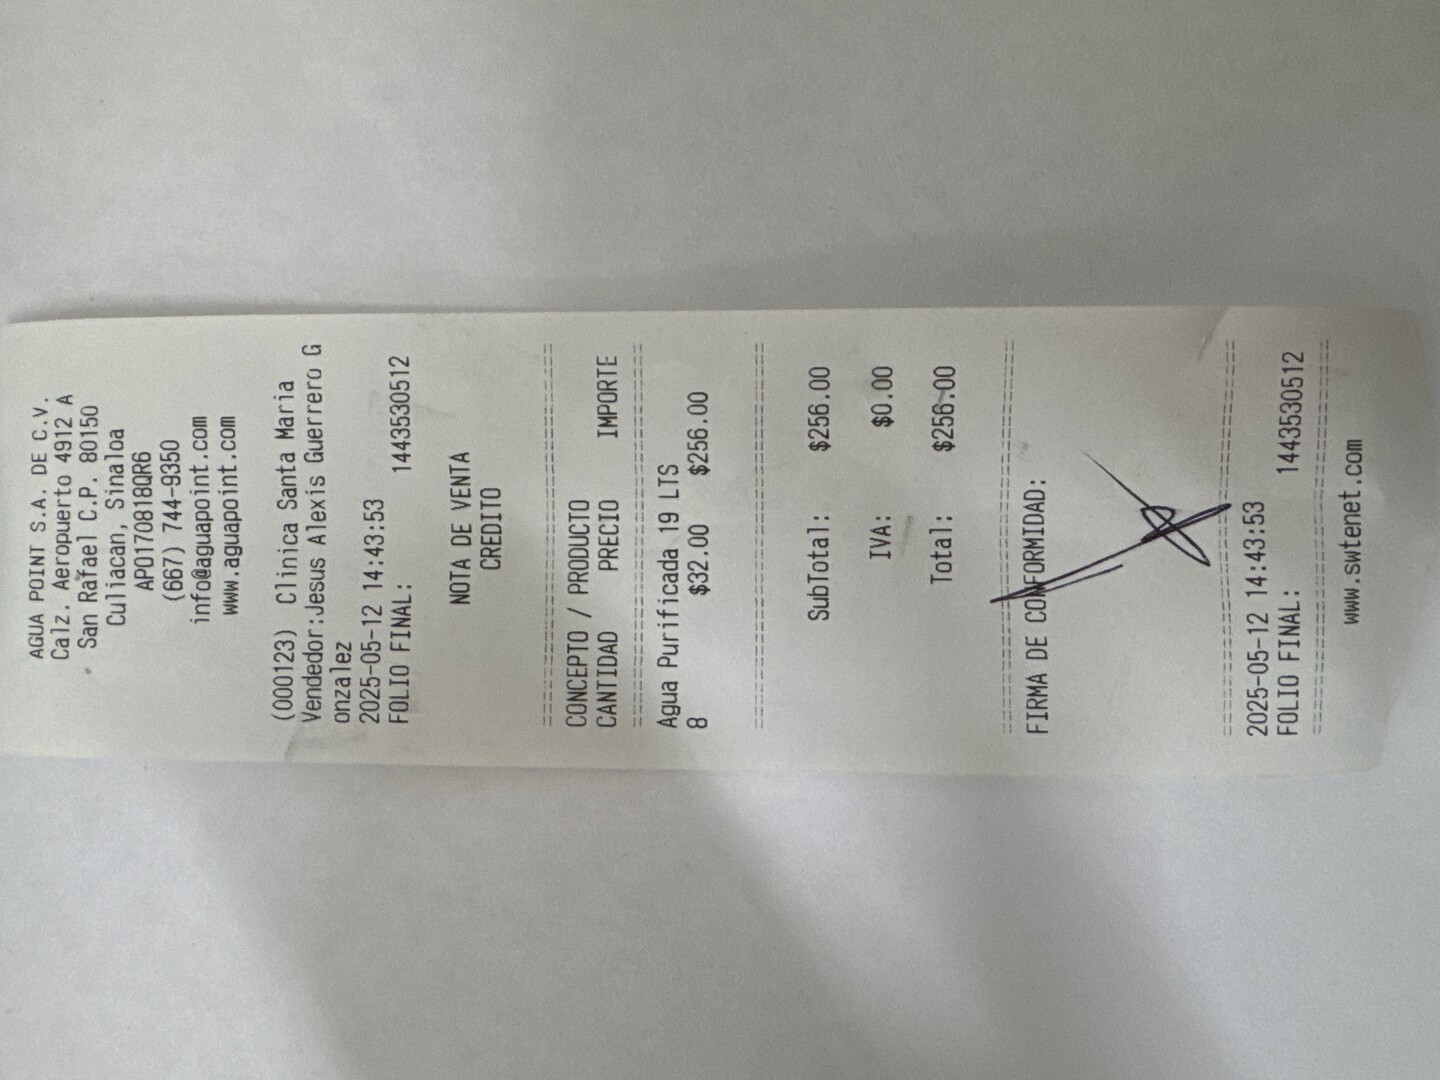 AGUA POINT S.A. DE C.V.
Calz. Aeropuerto 4912 A
San Rafael C.P. 80150
Culiacan, Sinaloa
APO170818QR6
(667) 744-9350
info@aguapoint.com
www.aguapoint.com
(000123) Clinica Santa Maria
Vendedor:Jesus Alexis Guerrero G
onzalez
2025-05-12 14:43:53
FOLIO FINAL: 1443530512
NOTA DE VENTA
CREDITO
================================
CONCEPTO / PRODUCTO
CANTIDAD PRECIO IMPORTE
================================
Agua Purificada 19 LTS
8 $32.00 $256.00
================================
SubTotal: $256.00
IVA: $0.00
Total: $256.00
================================
FIRMA DE CONFORMIDAD:
================================
2025-05-12 14:43:53
FOLIO FINAL: 1443530512
================================
www.swtenet.com